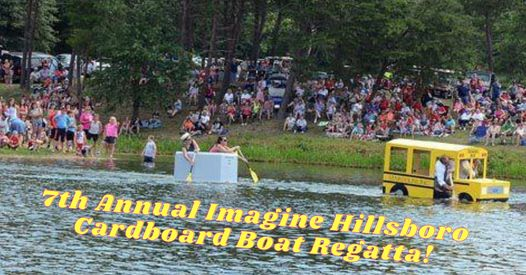 7th Annual Imagine Hillsboro
Cardboard Boat Regatta!